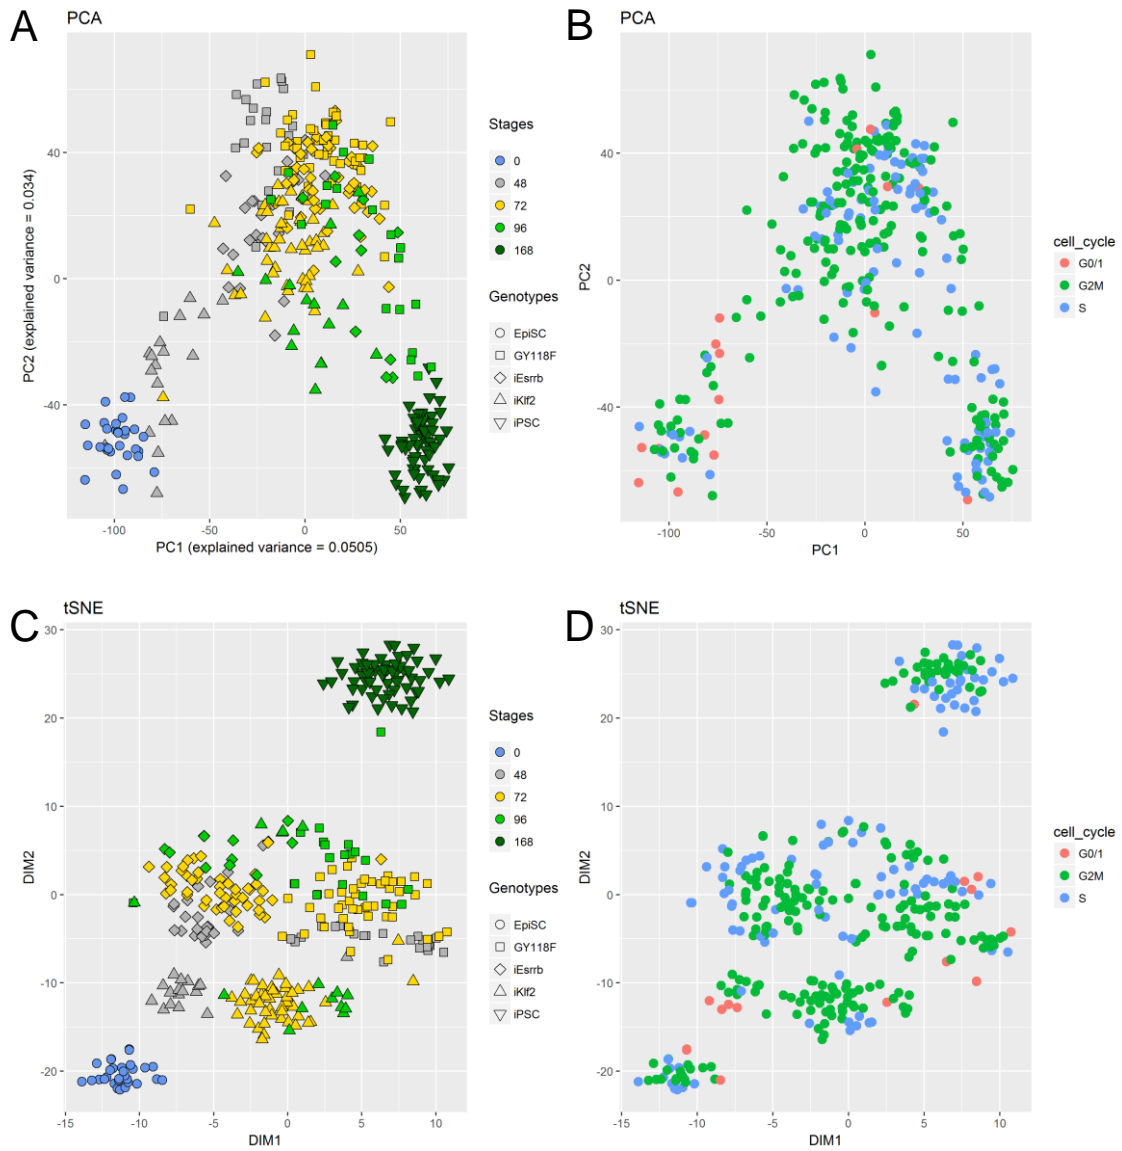 A
PCA
PC2 (explained variance = 0.034)
40
0
-40
-100
-50
0
50
PC1 (explained variance = 0.0505)
Stages
0
48
72
96
168
Genotypes
EpiSC
GY118F
iEsrrb
iKlf2
iPSC
B
PCA
PC2
40
0
-40
-100
-50
0
50
PC1
cell_cycle
G0/1
G2M
S
C
tSNE
DIM2
30
20
10
0
-10
-20
-15
-10
-5
0
5
10
DIM1
Stages
0
48
72
96
168
Genotypes
EpiSC
GY118F
iEsrrb
iKlf2
iPSC
D
tSNE
DIM2
30
20
10
0
-10
-20
-15
-10
-5
0
5
10
DIM1
cell_cycle
G0/1
G2M
S